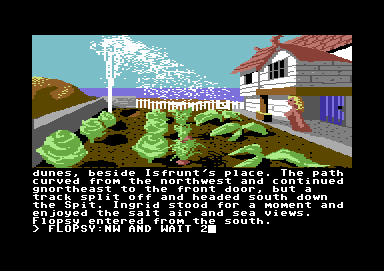 dunes, beside Isfrunt's place. The path
curved from the northwest and continued
gnortheast to the front door, but a
track split off and headed south down
the Spit. Ingrid stood for a moment and
enjoyed the salt air and sea views.
Flopsy entered from the south.
> FLOPSY:NW AND WAIT 2